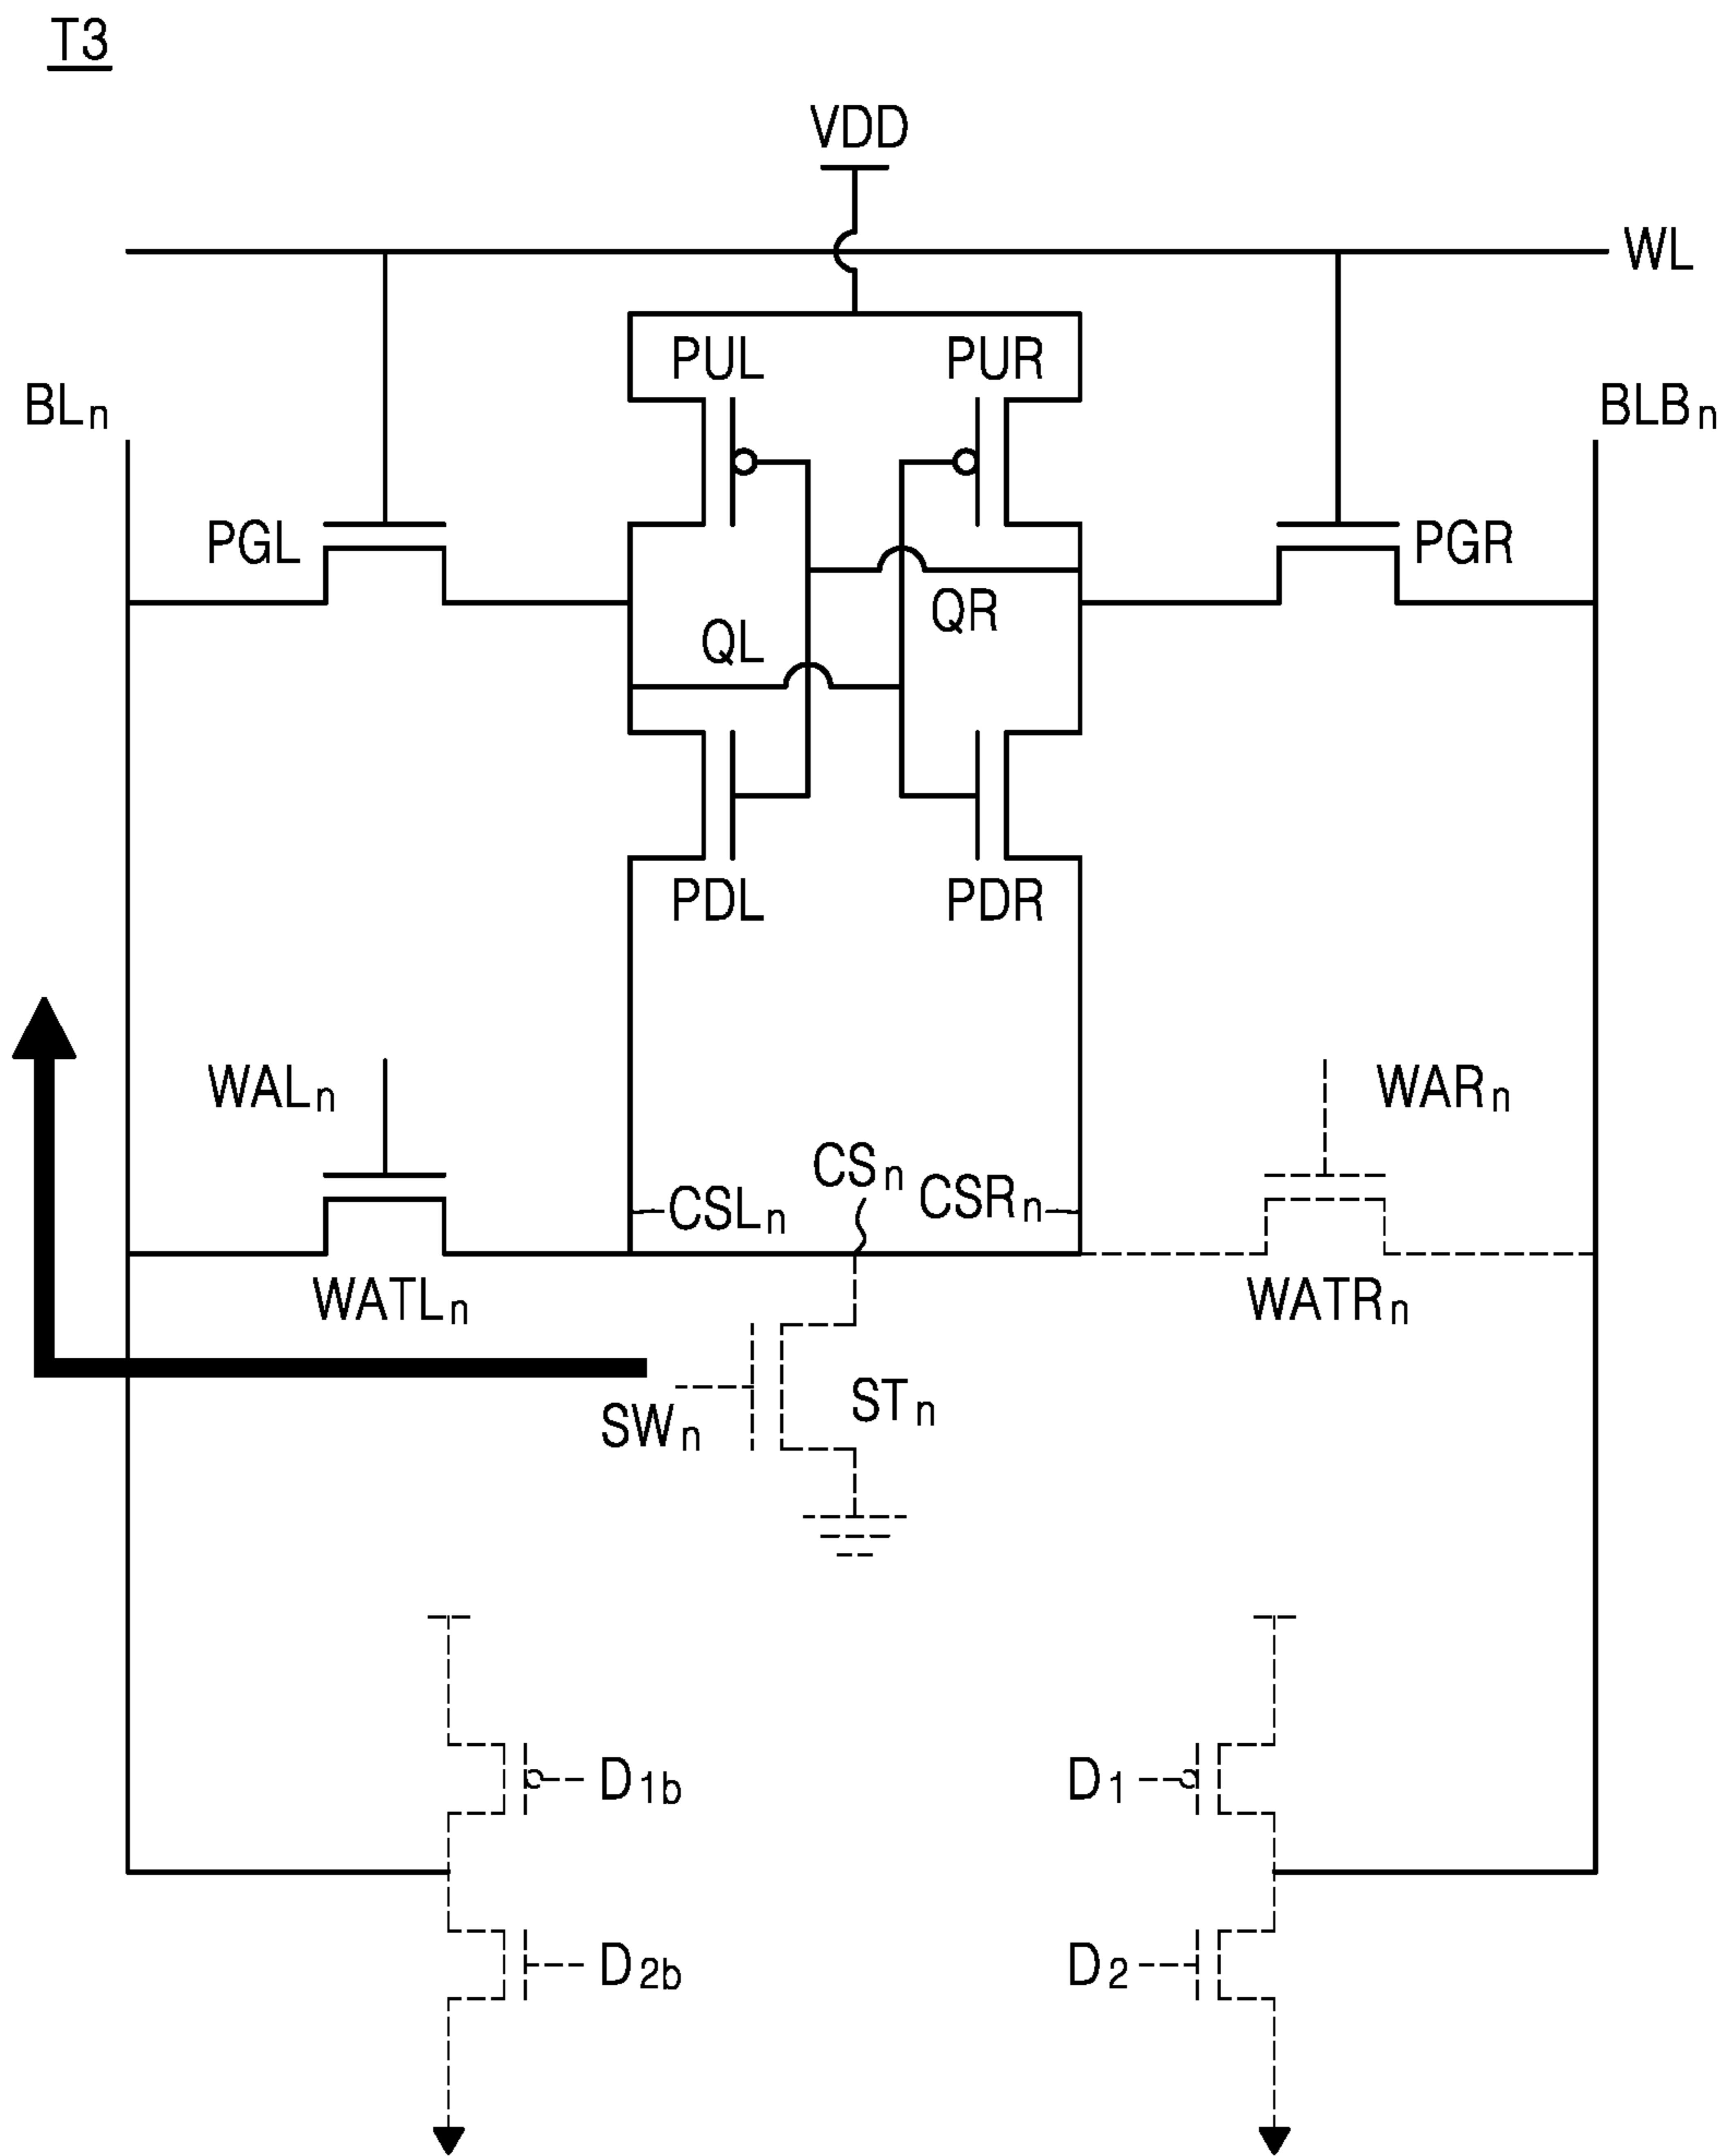 T3
VDD
WL
PUL PUR
BLn BLBn
PGL PGR
QL QR
PDL PDR
WALn WARn
CSn
CSLn CSRn
WATLn WATRn
SWn STn
D1b D1
D2b D2